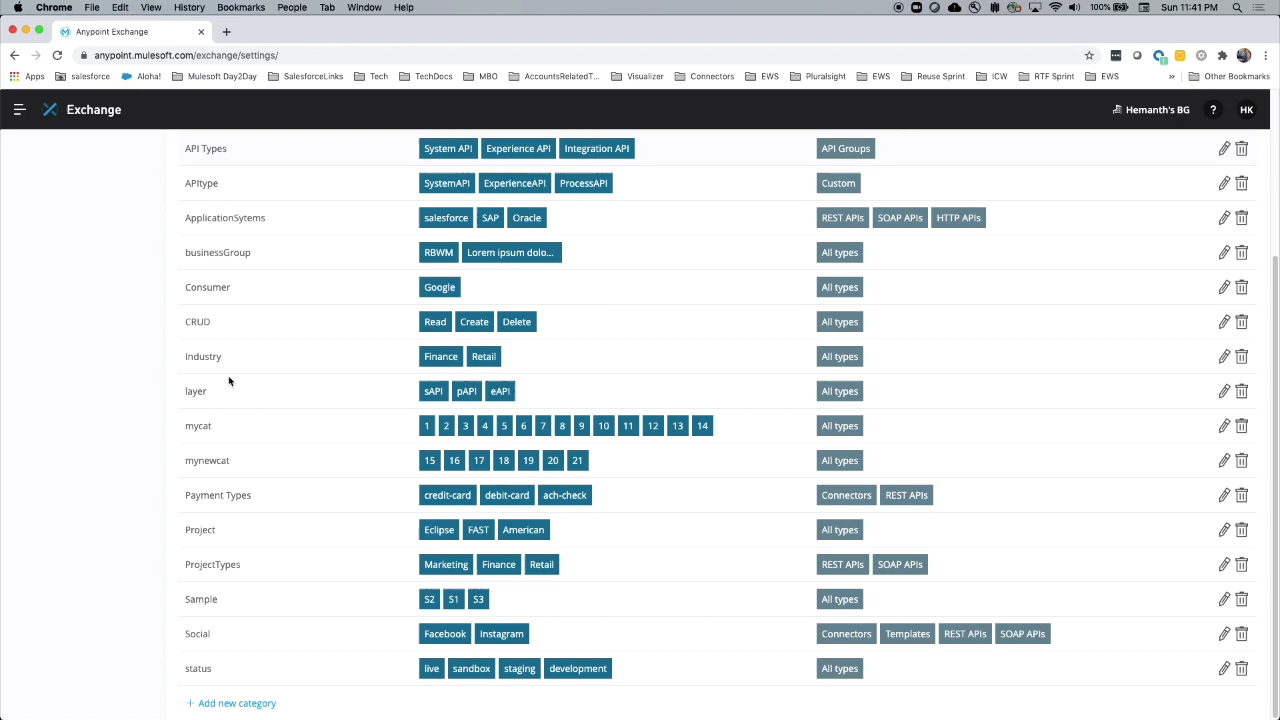 Chrome File Edit View History Bookmarks People Tab Window Help 100% Sun 11:41 PM
Anypoint Exchange
anypoint.mulesoft.com/exchange/settings/
Apps salesforce Aloha! Mulesoft Day2Day SalesforceLinks Tech TechDocs MBO AccountsRelatedT... Visualizer Connectors EWS Pluralsight EWS Reuse Sprint ICW RTF Sprint EWS » Other Bookmarks
Exchange Hemanth's BG ? HK
API Types System API Experience API Integration API API Groups
APItype SystemAPI ExperienceAPI ProcessAPI Custom
ApplicationSytems salesforce SAP Oracle REST APIs SOAP APIs HTTP APIs
businessGroup RBWM Lorem ipsum dolo... All types
Consumer Google All types
CRUD Read Create Delete All types
Industry Finance Retail All types
layer sAPI pAPI eAPI All types
mycat 1 2 3 4 5 6 7 8 9 10 11 12 13 14 All types
mynewcat 15 16 17 18 19 20 21 All types
Payment Types credit-card debit-card ach-check Connectors REST APIs
Project Eclipse FAST American All types
ProjectTypes Marketing Finance Retail REST APIs SOAP APIs
Sample S2 S1 S3 All types
Social Facebook Instagram Connectors Templates REST APIs SOAP APIs
status live sandbox staging development All types
+ Add new category